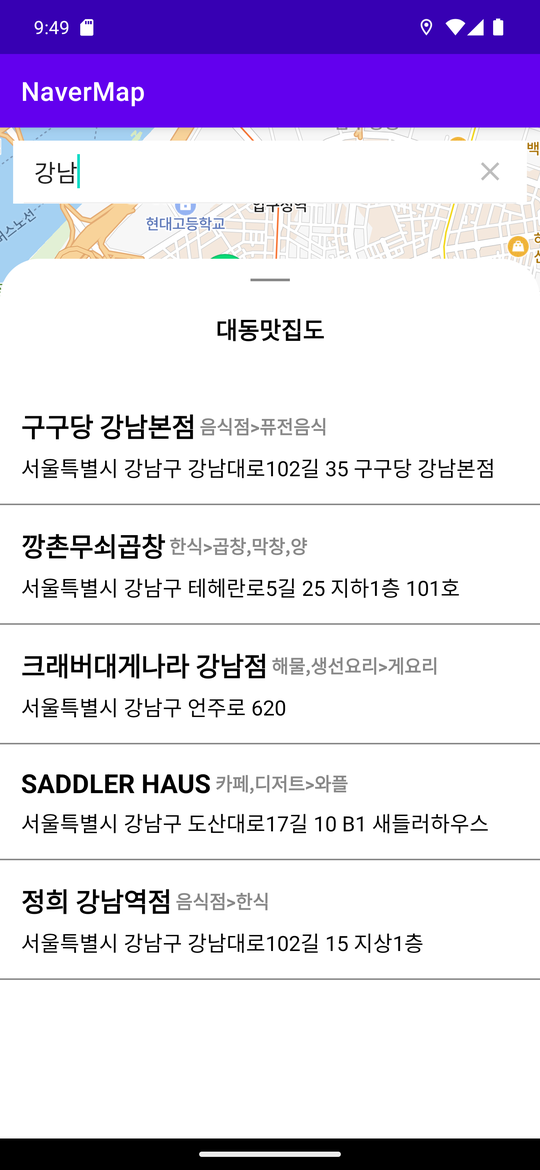 9:49
NaverMap
백
강남
현대고등학교
압구정역
버스노선
대동맛집도
구구당 강남본점 음식점>퓨전음식
서울특별시 강남구 강남대로102길 35 구구당 강남본점
깡촌무쇠곱창 한식>곱창,막창,양
서울특별시 강남구 테헤란로5길 25 지하1층 101호
크래버대게나라 강남점 해물,생선요리>게요리
서울특별시 강남구 언주로 620
SADDLER HAUS 카페,디저트>와플
서울특별시 강남구 도산대로17길 10 B1 새들러하우스
정희 강남역점 음식점>한식
서울특별시 강남구 강남대로102길 15 지상1층